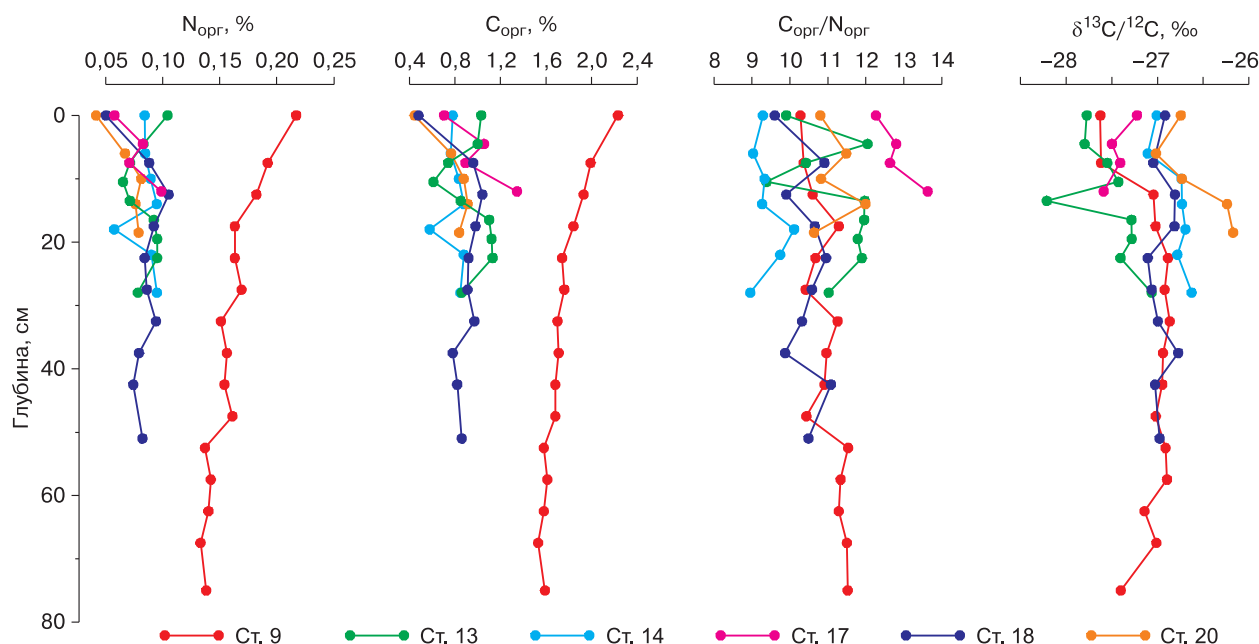 Nорг, %
Cорг, %
Cорг/Nорг
δ¹³C/¹²C, ‰
0,05 0,10 0,15 0,20 0,25
0,4 0,8 1,2 1,6 2,0 2,4
8 9 10 11 12 13 14
−28 −27 −26
0
20
40
60
80
Глубина, см
Ст. 9 Ст. 13 Ст. 14 Ст. 17 Ст. 18 Ст. 20